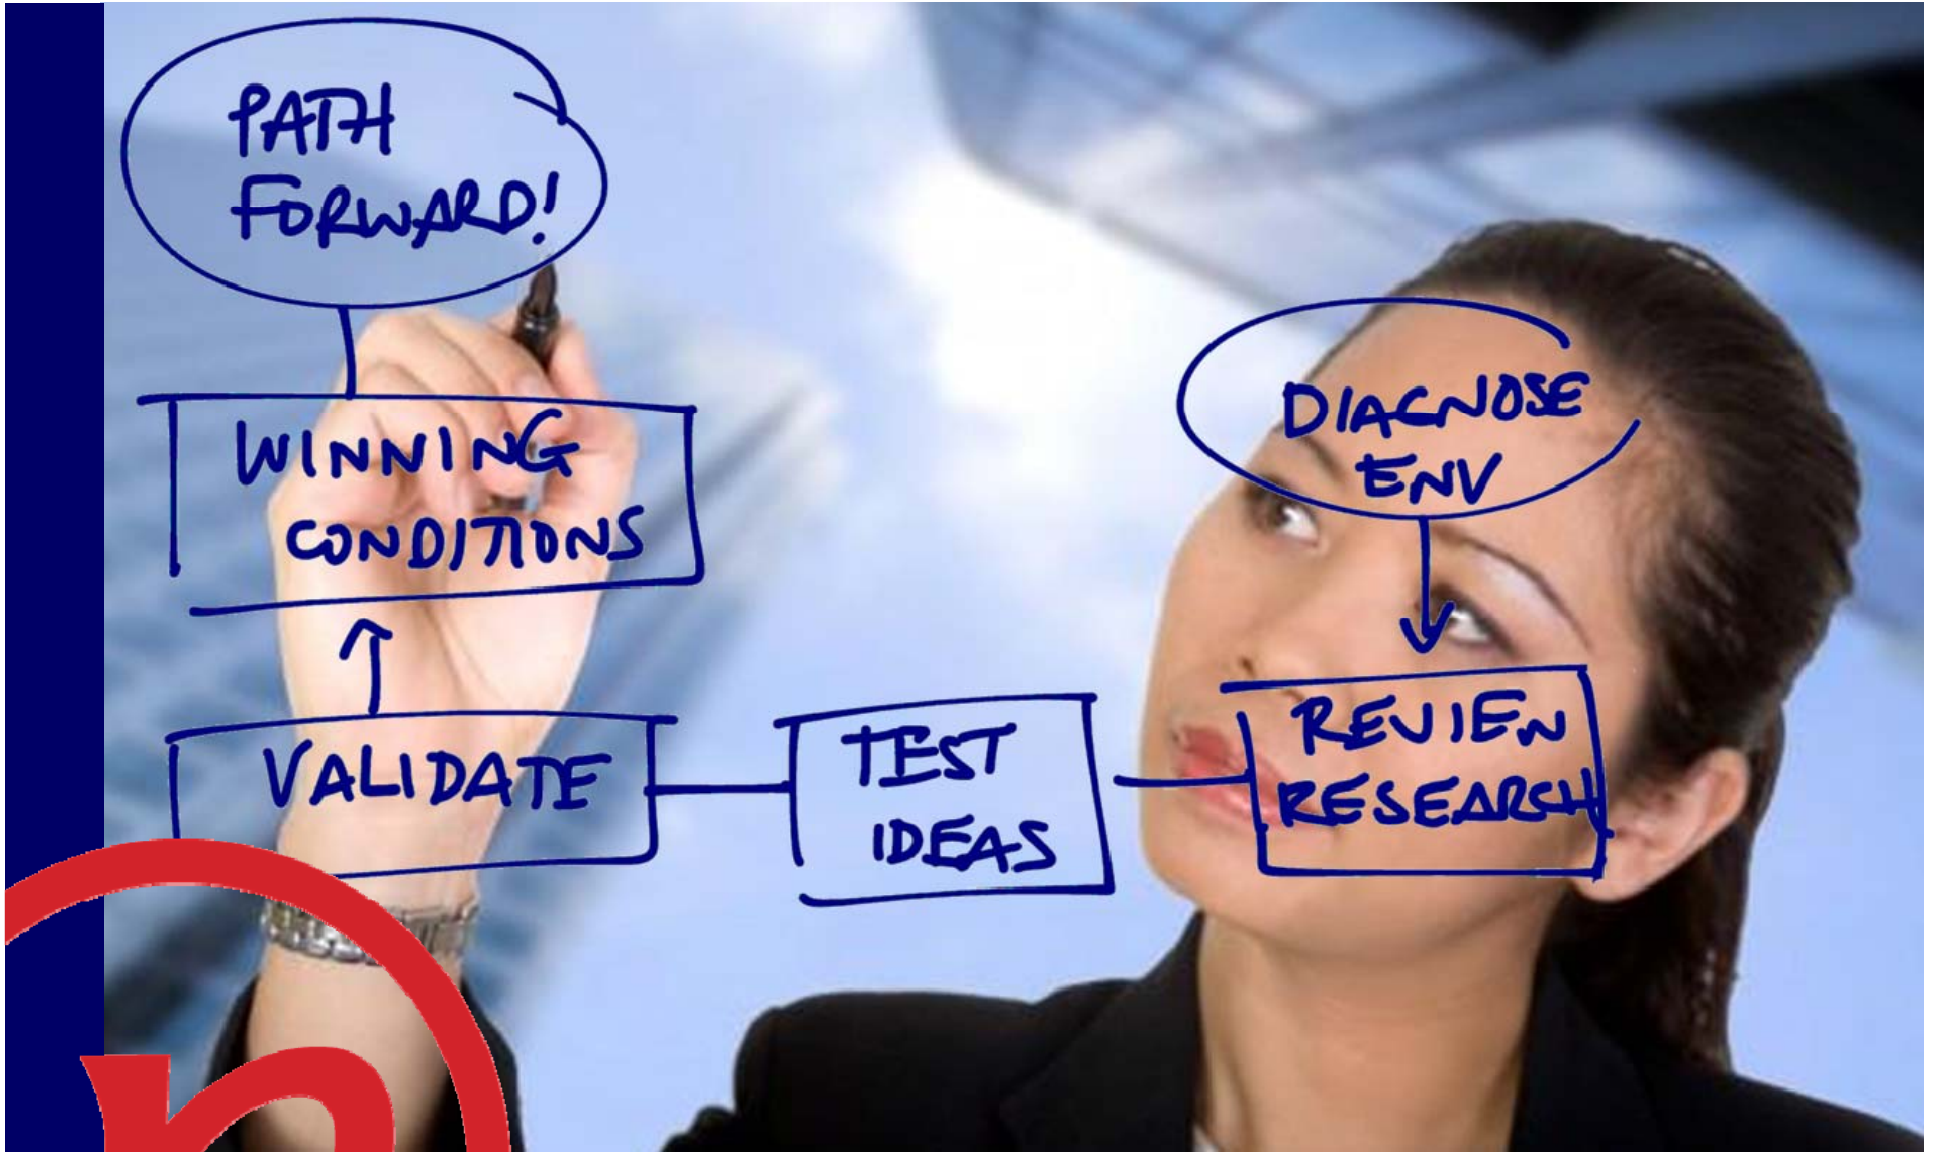 PATH
FORWARD!
WINNING
CONDITIONS
DIAGNOSE
ENV
VALIDATE
TEST
IDEAS
REVIEW
RESEARCH
n